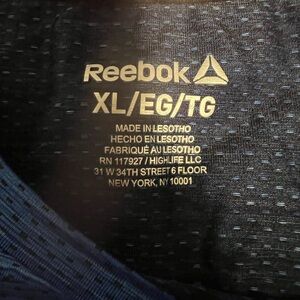 Reebok
XL/EG/TG
MADE IN LESOTHO
HECHO EN LESOTHO
FABRIQUÉ AU LESOTHO
RN 117927 / HIGHLIFE LLC
31 W 34TH STREET 6 FLOOR
NEW YORK, NY 10001